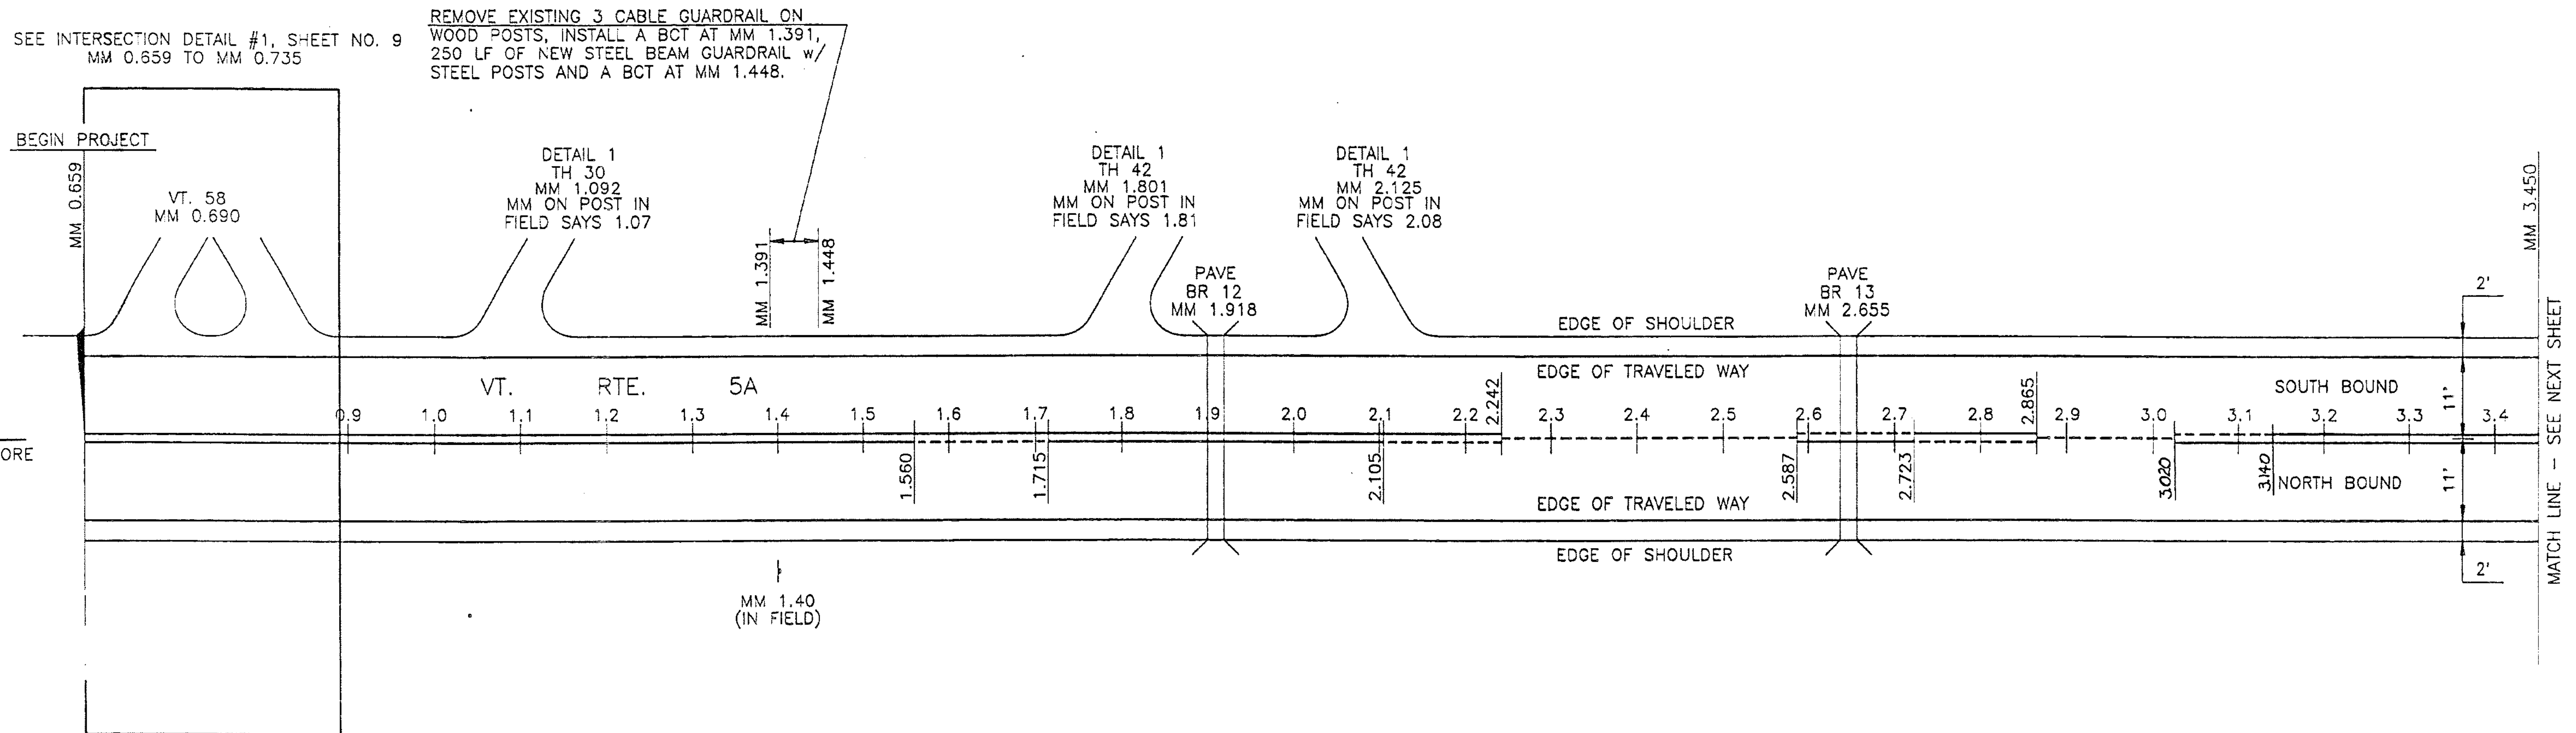 SEE INTERSECTION DETAIL #1, SHEET NO. 9
MM 0.659 TO MM 0.735
REMOVE EXISTING 3 CABLE GUARDRAIL ON
WOOD POSTS, INSTALL A BCT AT MM 1.391,
250 LF OF NEW STEEL BEAM GUARDRAIL w/
STEEL POSTS AND A BCT AT MM 1.448.
BEGIN PROJECT
MM 0.659
VT. 58
MM 0.690
DETAIL 1
TH 30
MM 1.092
MM ON POST IN
FIELD SAYS 1.07
MM 1.391
MM 1.448
DETAIL 1
TH 42
MM 1.801
MM ON POST IN
FIELD SAYS 1.81
PAVE
BR 12
MM 1.918
DETAIL 1
TH 42
MM 2.125
MM ON POST IN
FIELD SAYS 2.08
PAVE
BR 13
MM 2.655
MM 3.450
2'
EDGE OF SHOULDER
EDGE OF TRAVELED WAY
VT. RTE. 5A
SOUTH BOUND
11'
0.9 1.0 1.1 1.2 1.3 1.4 1.5 1.6 1.7 1.8 1.9 2.0 2.1 2.2 2.3 2.4 2.5 2.6 2.7 2.8 2.9 3.0 3.1 3.2 3.3 3.4
2.242
2.865
ORE
1.560
1.715
2.105
2.587
2.723
3.020
3.140
NORTH BOUND
11'
EDGE OF TRAVELED WAY
EDGE OF SHOULDER
2'
MATCH LINE - SEE NEXT SHEET
MM 1.40
(IN FIELD)